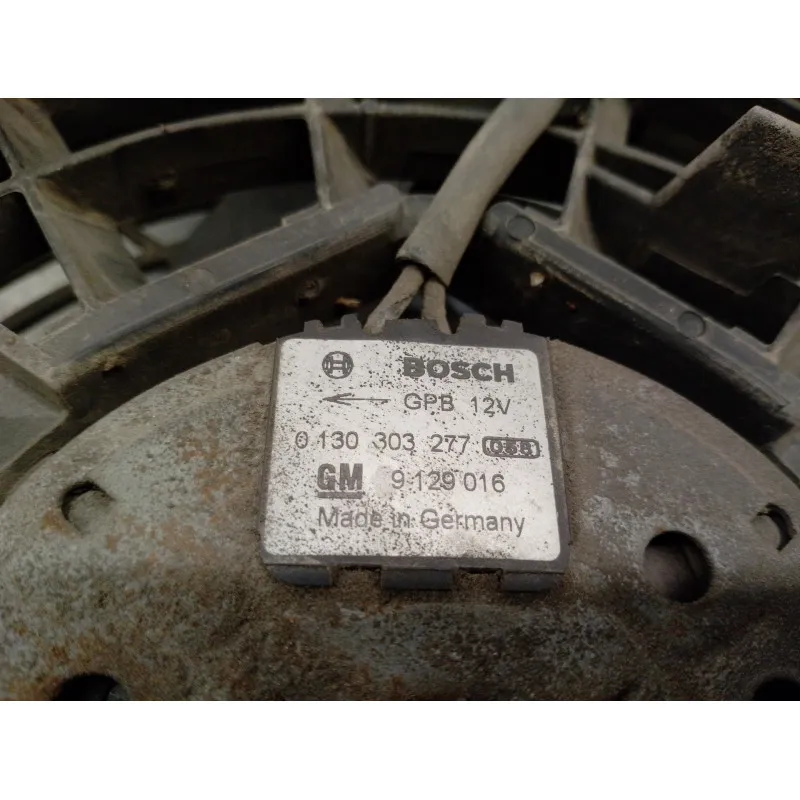 BOSCH
GPB 12V
0 130 303 277
GM 9 129 016
Made in Germany